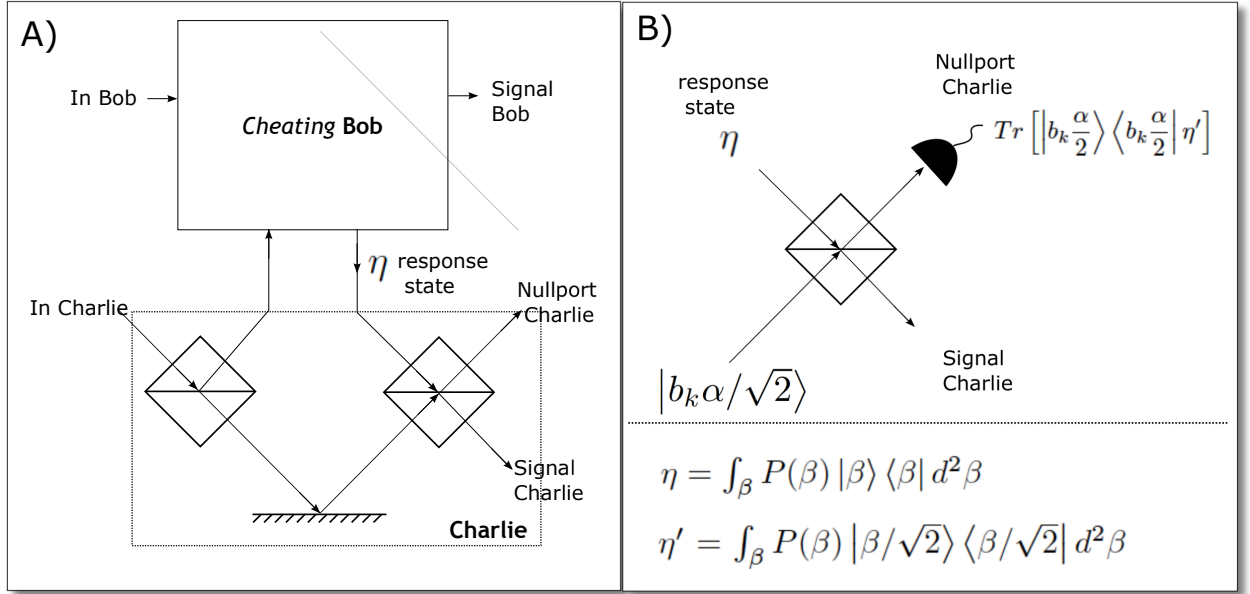 A)
In Bob
Cheating Bob
Signal
Bob
η response
state
In Charlie
Nullport
Charlie
Signal
Charlie
Charlie
B)
response
state
η
Nullport
Charlie
Tr[|b_k α/2⟩⟨b_k α/2| η′]
|b_k α/√2⟩
Signal
Charlie
η = ∫_β P(β) |β⟩ ⟨β| d²β
η′ = ∫_β P(β) |β/√2⟩ ⟨β/√2| d²β